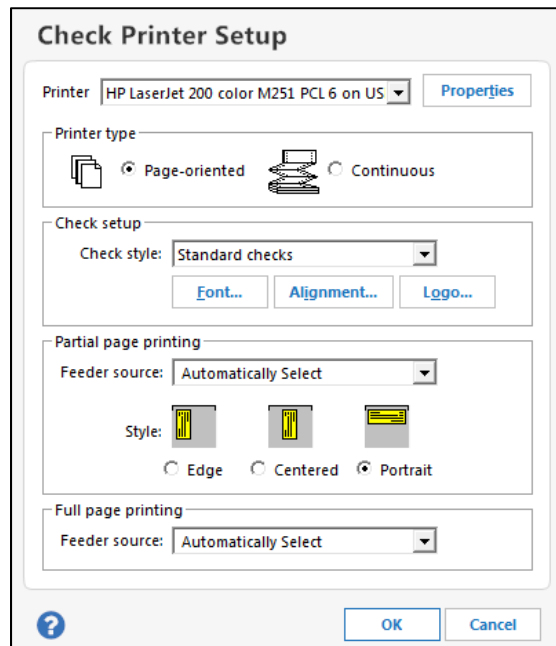 Check Printer Setup
Printer HP LaserJet 200 color M251 PCL 6 on US Properties
Printer type
Page-oriented Continuous
Check setup
Check style: Standard checks
Font... Alignment... Logo...
Partial page printing
Feeder source: Automatically Select
Style:
Edge Centered Portrait
Full page printing
Feeder source: Automatically Select
? OK Cancel